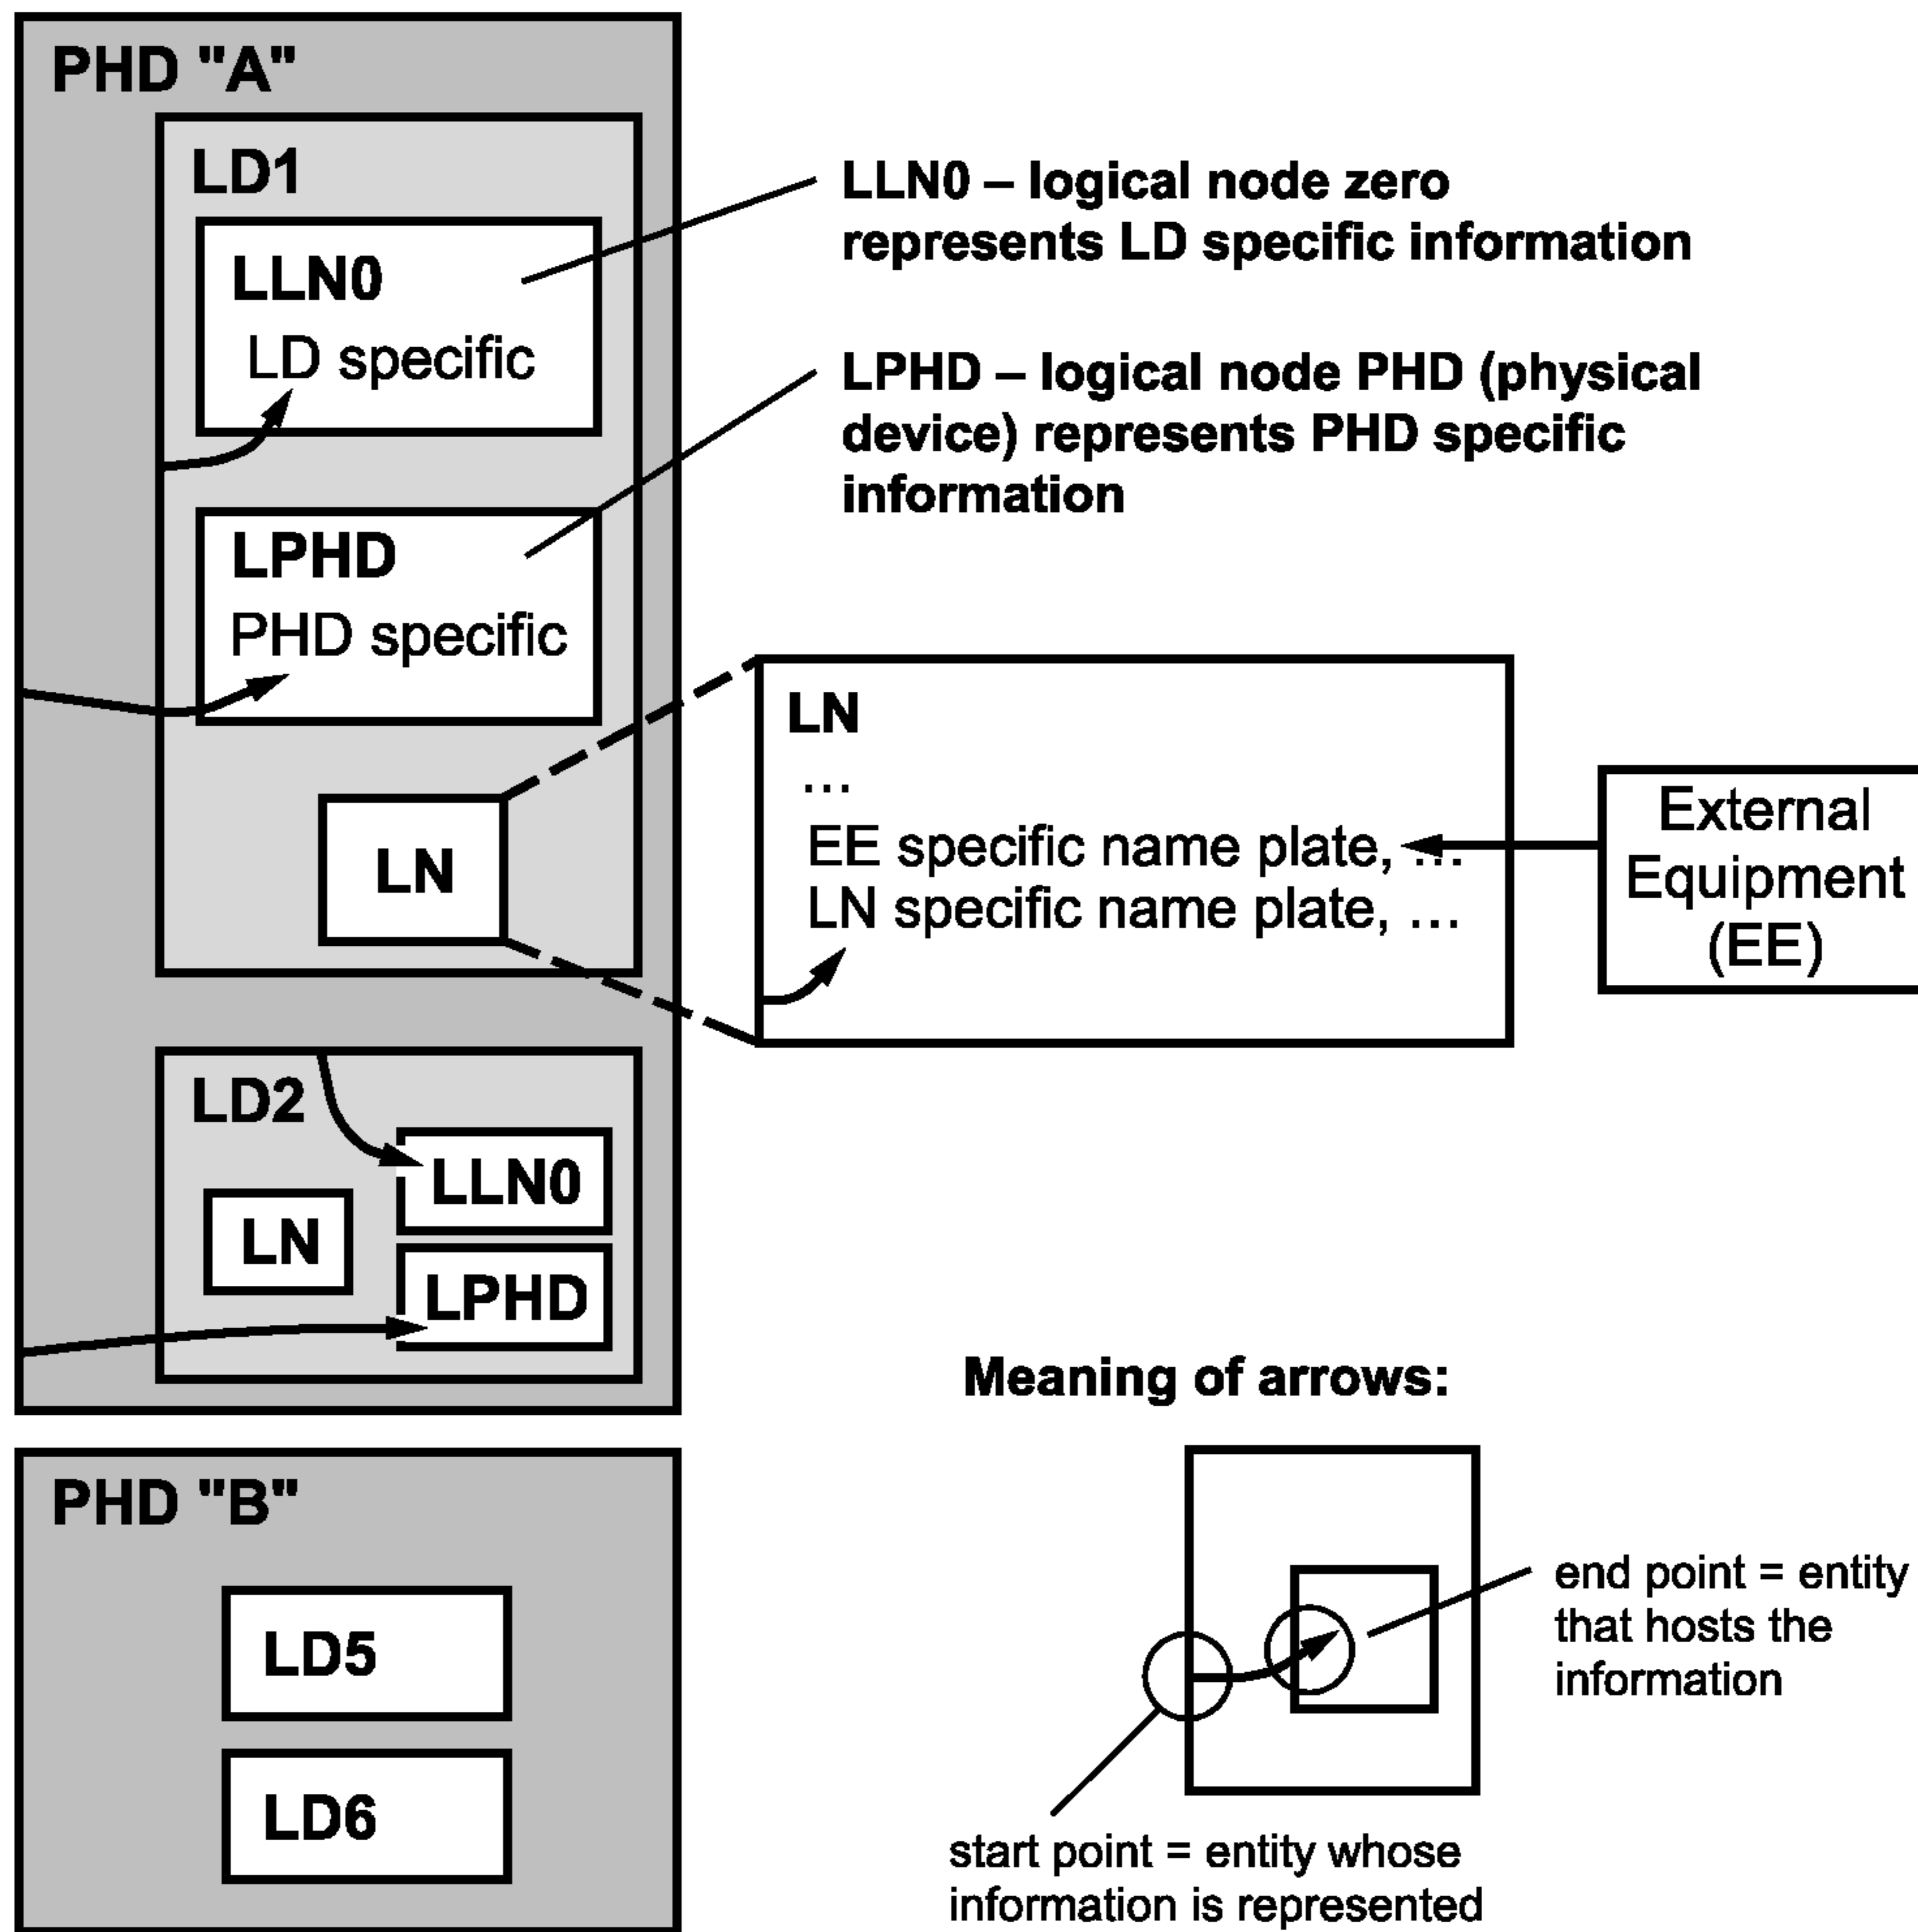 PHD "A"
LD1
LLN0
LD specific
LPHD
PHD specific
LN
LLN0 – logical node zero
represents LD specific information
LPHD – logical node PHD (physical
device) represents PHD specific
information
LN
...
EE specific name plate, ...
LN specific name plate, ...
External
Equipment
(EE)
LD2
LLN0
LN
LPHD
PHD "B"
LD5
LD6
Meaning of arrows:
end point = entity
that hosts the
information
start point = entity whose
information is represented